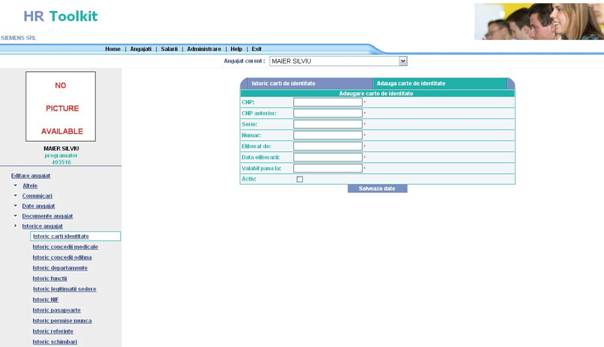 HR Toolkit
SIEMENS SRL
Home | Angajati | Salarii | Administrare | Help | Exit
Angajat curent : MAIER SILVIU
NO
PICTURE
AVAILABLE
MAIER SILVIU
programator
493516
Editare angajat
Altele
Comunicari
Date angajat
Documente angajat
Istorice angajat
Istoric carti identitate
Istoric concedii medicale
Istoric concedii odihna
Istoric departamente
Istoric functii
Istoric legitimatii sedere
Istoric NIF
Istoric pasapoarte
Istoric permise munca
Istoric referinte
Istoric schimbari
Istoric carti de identitate
Adauga carte de identitate
Adaugare carte de identitate
CNP: *
CNP anterior: *
Serie: *
Numar: *
Eliberat de: *
Data eliberarii: *
Valabil pana la: *
Activ:
Salveaza date